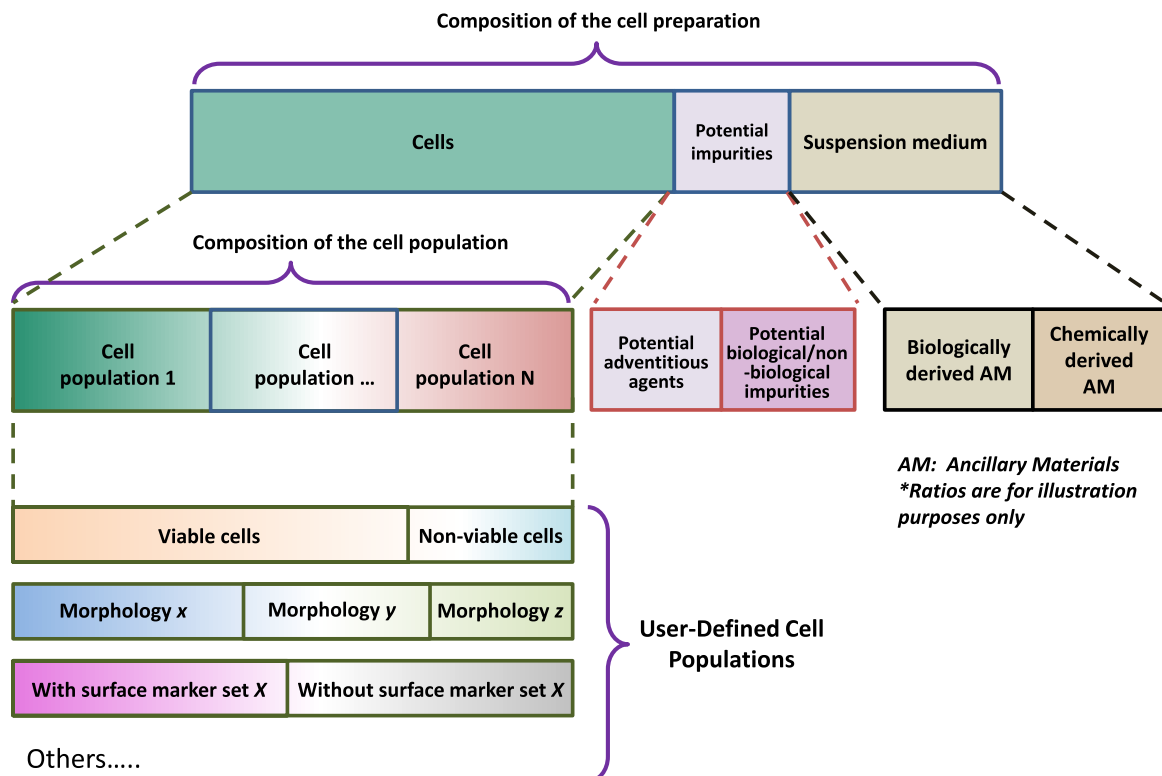 Composition of the cell preparation
Cells
Potential
impurities
Suspension medium
Composition of the cell population
Cell
population 1
Cell
population ...
Cell
population N
Potential
adventitious
agents
Potential
biological/non
-biological
impurities
Biologically
derived AM
Chemically
derived
AM
AM:  Ancillary Materials
*Ratios are for illustration
purposes only
Viable cells
Non-viable cells
Morphology x
Morphology y
Morphology z
With surface marker set X
Without surface marker set X
User-Defined Cell
Populations
Others.....